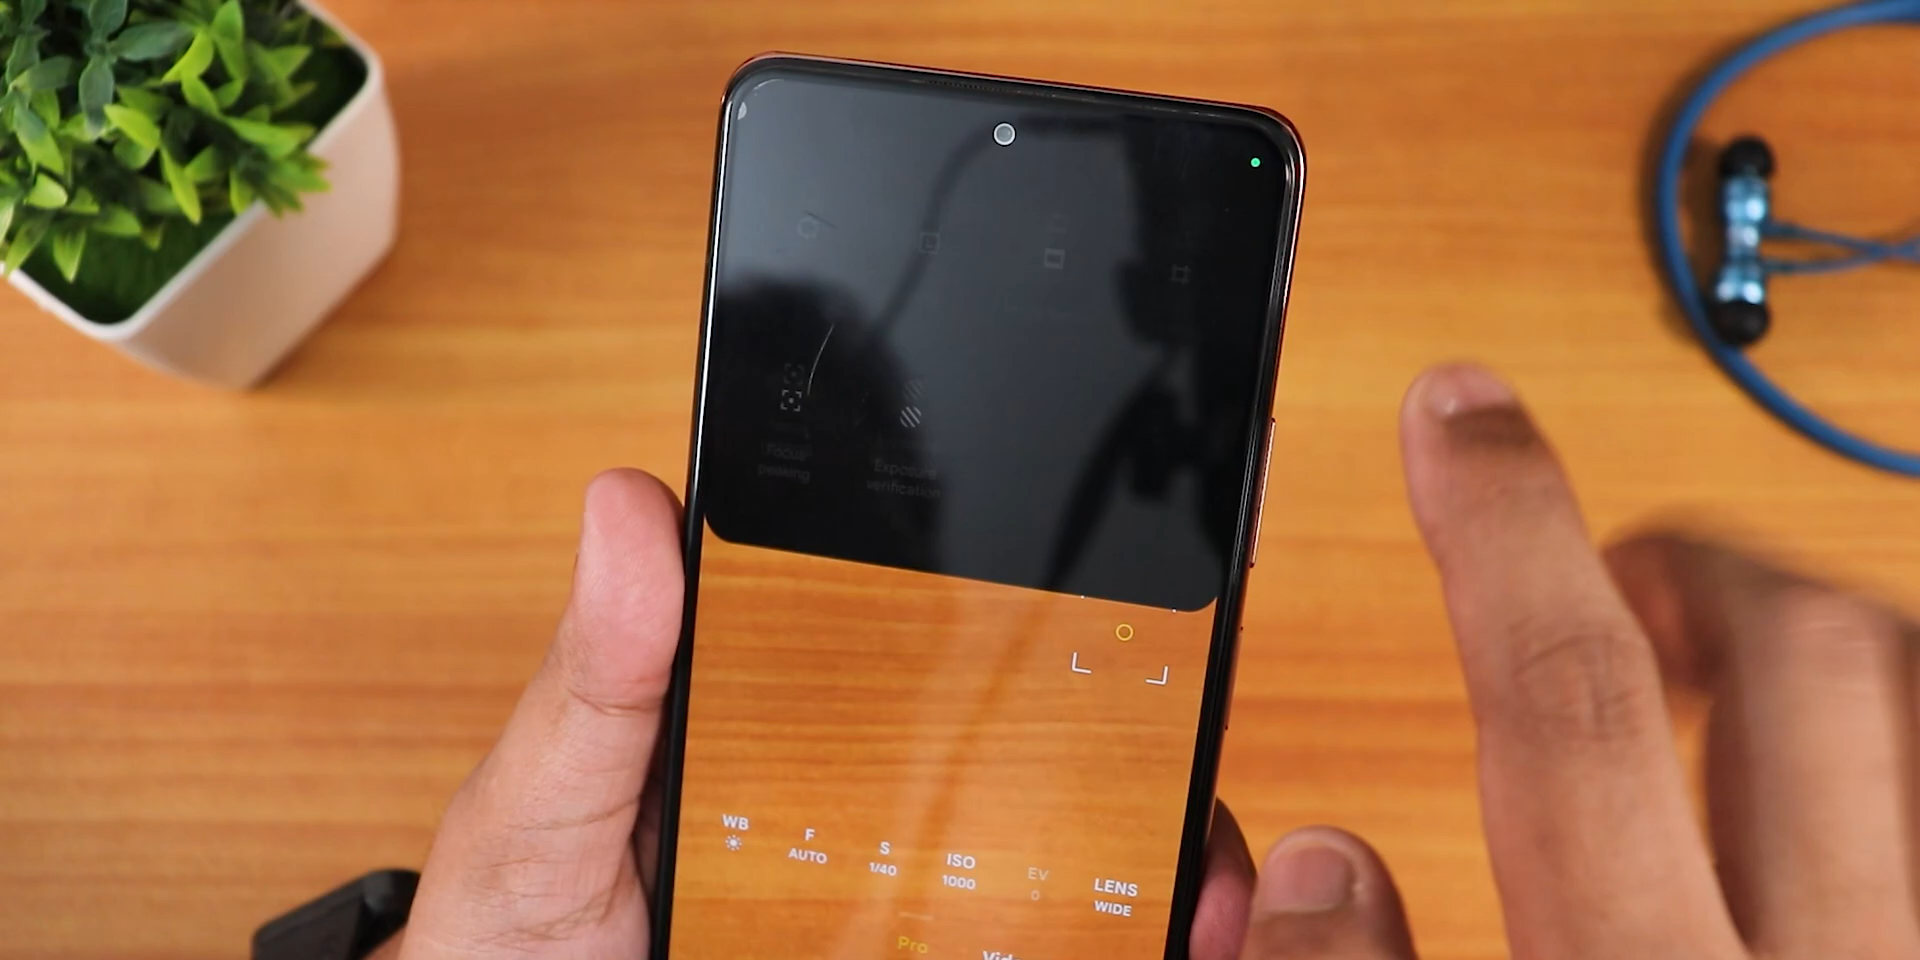 Focus
peaking
Exposure
verification
WB
F
AUTO
S
1/40
ISO
1000
EV
0
LENS
WIDE
Pro